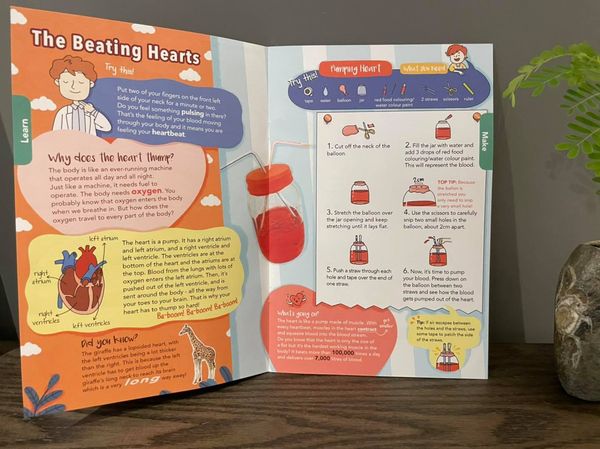 The Beating Hearts
Try this!
Put two of your fingers on the front left
side of your neck for a minute or two.
Do you feel something pulsing in there?
That's the feeling of your blood moving
through your body and it means you are
feeling your heartbeat.
Learn
Why does the heart thump?
The body is like an ever-running machine
that operates all day and all night.
Just like a machine, it needs fuel to
operate. The body needs oxygen. You
probably know that oxygen enters the body
when we breathe in. But how does the
oxygen travel to every part of the body?
left atrium
right
atrium
right
ventricles
left ventricles
The heart is a pump. It has a right atrium
and left atrium, and a right ventricle and
left ventricle. The ventricles are at the
bottom of the heart and the atriums are at
the top. Blood from the lungs with lots of
oxygen enters the left atrium. Then, it's
pushed out of the left ventricle, and is
sent around the body - all the way from
your toes to your brain. That is why your
heart has to thump so hard!
Ba-boom! Ba-boom! Ba-boom!
Did you know?
The giraffe has a lopsided heart, with
the left ventricles being a lot thicker
than the right. This is because the left
ventricle has to get blood up the
giraffe's long neck to reach its brain
which is a very long way away!
Try this!
Pumping Heart
What you need
tape
water
balloon
jar
red food colouring/
water colour paint
2 straws
scissors
ruler
Make
1. Cut off the neck of the
balloon.
2. Fill the jar with water and
add 3 drops of red food
colouring/water colour paint.
This will represent the blood.
3. Stretch the balloon over
the jar opening and keep
stretching until it lays flat.
2cm
TOP TIP: Because
the balloon is
stretched you
only need to snip
a very small hole!
4. Use the scissors to carefully
snip two small holes in the
balloon, about 2cm apart.
5. Push a straw through each
hole and tape over the end of
one straw.
6. Now, it's time to pump
your blood. Press down on
the balloon between two
straws and see how the blood
gets pumped out of the heart.
What's going on?
The heart is like a pump made of muscle. With
every heartbeat, muscles in the heart contract
and squeeze blood into the blood stream.
Do you know that the heart is only the size of
a fist but it's the hardest working muscle in the
body? It beats more than 100,000 times a day
and delivers over 7,000 litres of blood
get
smaller
Tip: If air escapes between
the holes and the straws, use
some tape to patch the side
of the straws.